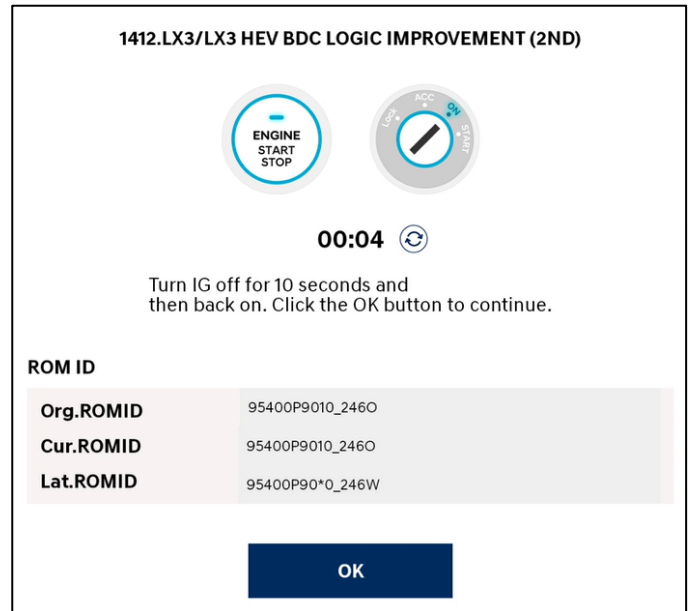 1412.LX3/LX3 HEV BDC LOGIC IMPROVEMENT (2ND)
ENGINE
START
STOP
Lock
ACC
ON
START
00:04
Turn IG off for 10 seconds and
then back on. Click the OK button to continue.
ROM ID
Org.ROMID 95400P9010_246O
Cur.ROMID 95400P9010_246O
Lat.ROMID 95400P90*0_246W
OK